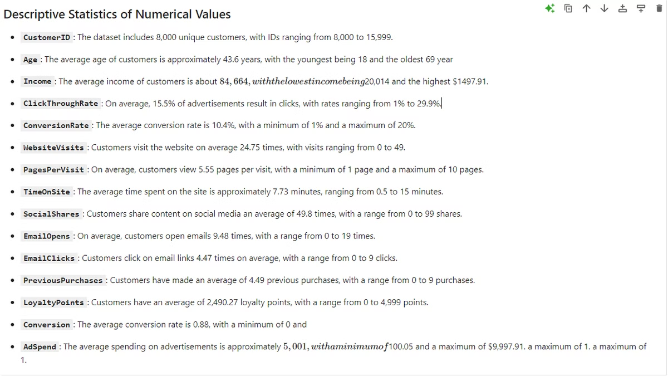 Descriptive Statistics of Numerical Values
• CustomerID : The dataset includes 8,000 unique customers, with IDs ranging from 8,000 to 15,999.
• Age : The average age of customers is approximately 43.6 years, with the youngest being 18 and the oldest 69 year
• Income : The average income of customers is about 84,664,withthelowestincomebeing20,014 and the highest $1497.91.
• ClickThroughRate : On average, 15.5% of advertisements result in clicks, with rates ranging from 1% to 29.9%.
• ConversionRate : The average conversion rate is 10.4%, with a minimum of 1% and a maximum of 20%.
• WebsiteVisits : Customers visit the website on average 24.75 times, with visits ranging from 0 to 49.
• PagesPerVisit : On average, customers view 5.55 pages per visit, with a minimum of 1 page and a maximum of 10 pages.
• TimeOnSite : The average time spent on the site is approximately 7.73 minutes, ranging from 0.5 to 15 minutes.
• SocialShares : Customers share content on social media an average of 49.8 times, with a range from 0 to 99 shares.
• EmailOpens : On average, customers open emails 9.48 times, with a range from 0 to 19 times.
• EmailClicks : Customers click on email links 4.47 times on average, with a range from 0 to 9 clicks.
• PreviousPurchases : Customers have made an average of 4.49 previous purchases, with a range from 0 to 9 purchases.
• LoyaltyPoints : Customers have an average of 2,490.27 loyalty points, with a range from 0 to 4,999 points.
• Conversion : The average conversion rate is 0.88, with a minimum of 0 and
• AdSpend : The average spending on advertisements is approximately 5,001,withaminimumof100.05 and a maximum of $9,997.91. a maximum of 1. a maximum of
1.